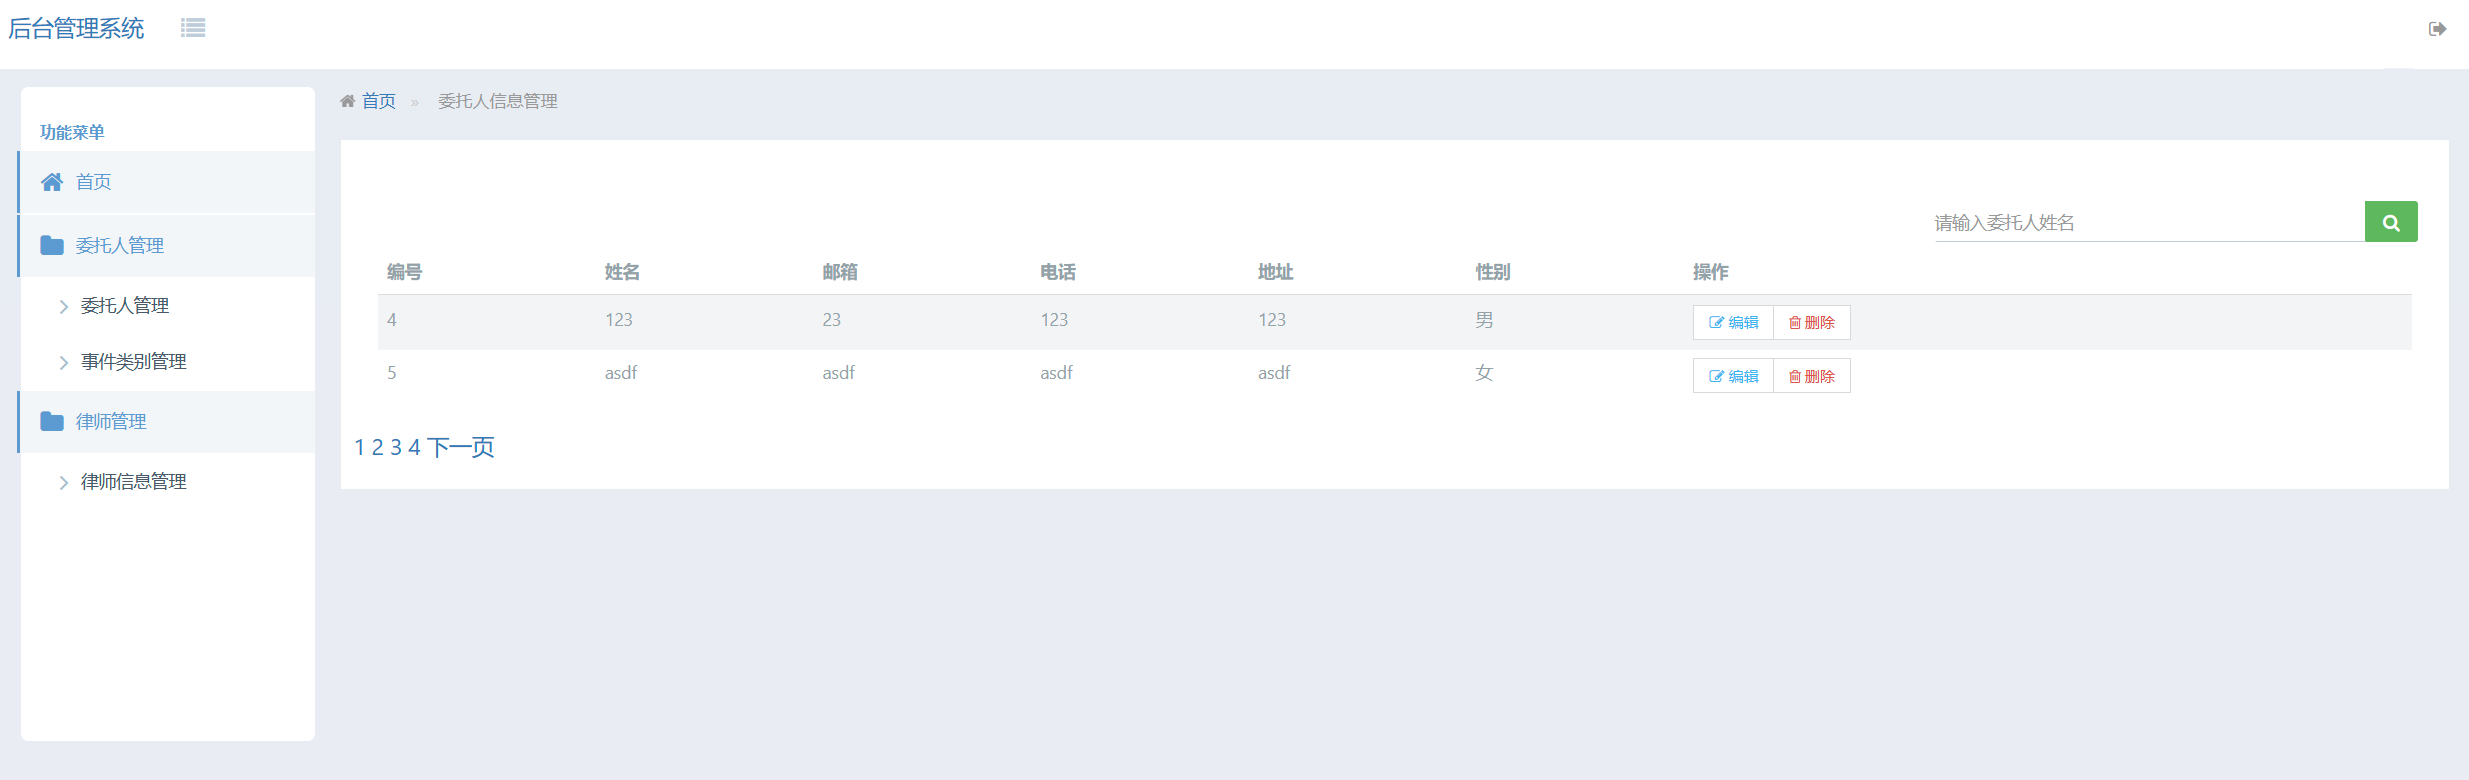 后台管理系统
首页 » 委托人信息管理
功能菜单
首页
委托人管理
委托人管理
事件类别管理
律师管理
律师信息管理
请输入委托人姓名
编号 姓名 邮箱 电话 地址 性别 操作
4 123 23 123 123 男 编辑 删除
5 asdf asdf asdf asdf 女 编辑 删除
1 2 3 4 下一页